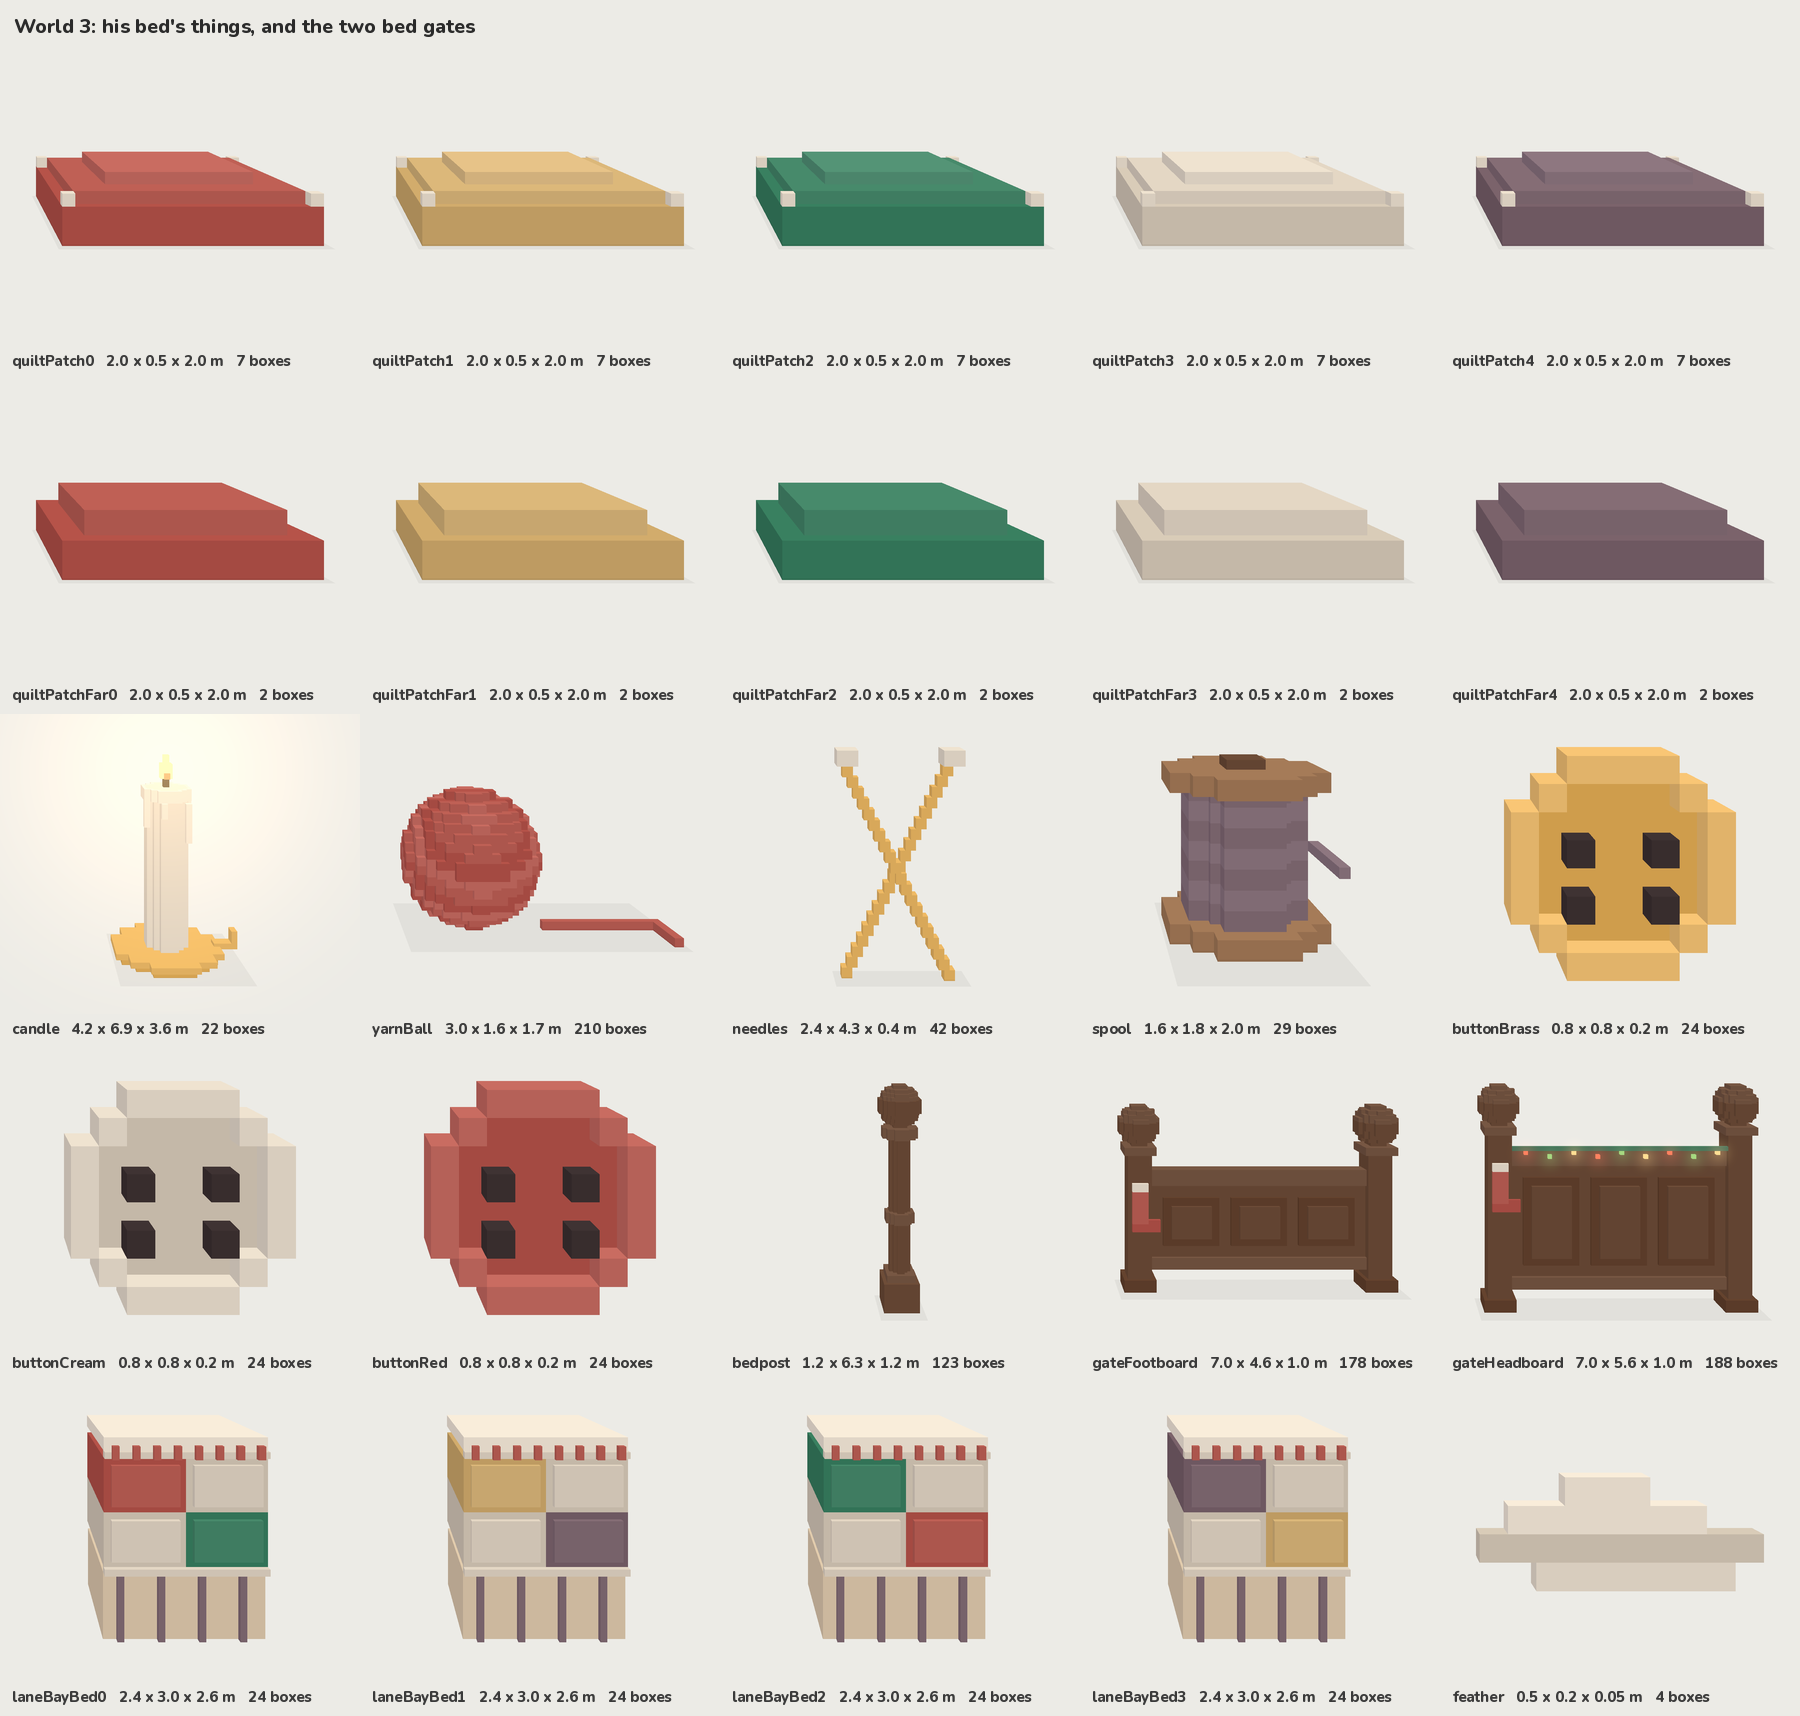 World 3: his bed's things, and the two bed gates
quiltPatch0 2.0 x 0.5 x 2.0 m 7 boxes
quiltPatch1 2.0 x 0.5 x 2.0 m 7 boxes
quiltPatch2 2.0 x 0.5 x 2.0 m 7 boxes
quiltPatch3 2.0 x 0.5 x 2.0 m 7 boxes
quiltPatch4 2.0 x 0.5 x 2.0 m 7 boxes
quiltPatchFar0 2.0 x 0.5 x 2.0 m 2 boxes
quiltPatchFar1 2.0 x 0.5 x 2.0 m 2 boxes
quiltPatchFar2 2.0 x 0.5 x 2.0 m 2 boxes
quiltPatchFar3 2.0 x 0.5 x 2.0 m 2 boxes
quiltPatchFar4 2.0 x 0.5 x 2.0 m 2 boxes
candle 4.2 x 6.9 x 3.6 m 22 boxes
yarnBall 3.0 x 1.6 x 1.7 m 210 boxes
needles 2.4 x 4.3 x 0.4 m 42 boxes
spool 1.6 x 1.8 x 2.0 m 29 boxes
buttonBrass 0.8 x 0.8 x 0.2 m 24 boxes
buttonCream 0.8 x 0.8 x 0.2 m 24 boxes
buttonRed 0.8 x 0.8 x 0.2 m 24 boxes
bedpost 1.2 x 6.3 x 1.2 m 123 boxes
gateFootboard 7.0 x 4.6 x 1.0 m 178 boxes
gateHeadboard 7.0 x 5.6 x 1.0 m 188 boxes
laneBayBed0 2.4 x 3.0 x 2.6 m 24 boxes
laneBayBed1 2.4 x 3.0 x 2.6 m 24 boxes
laneBayBed2 2.4 x 3.0 x 2.6 m 24 boxes
laneBayBed3 2.4 x 3.0 x 2.6 m 24 boxes
feather 0.5 x 0.2 x 0.05 m 4 boxes